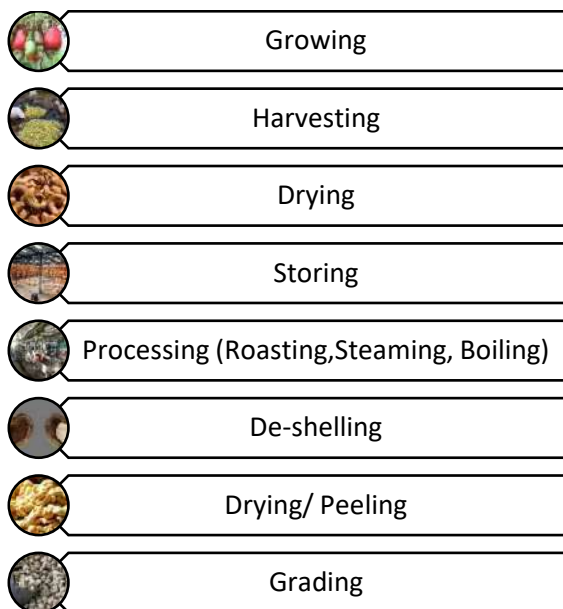 Growing
Harvesting
Drying
Storing
Processing (Roasting,Steaming, Boiling)
De-shelling
Drying/ Peeling
Grading